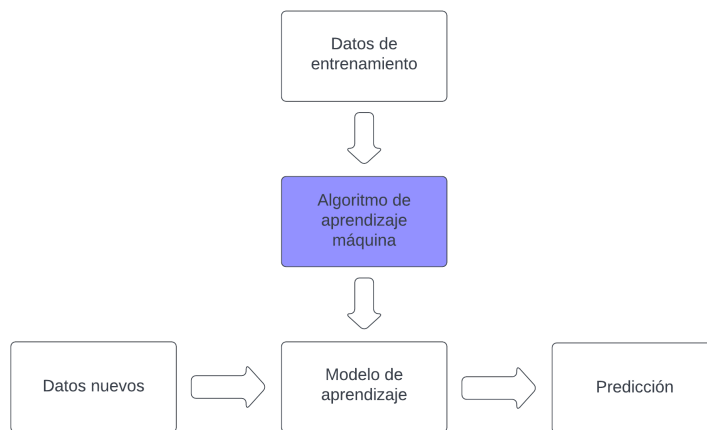 Datos de
entrenamiento
Algoritmo de
aprendizaje
máquina
Datos nuevos
Modelo de
aprendizaje
Predicción